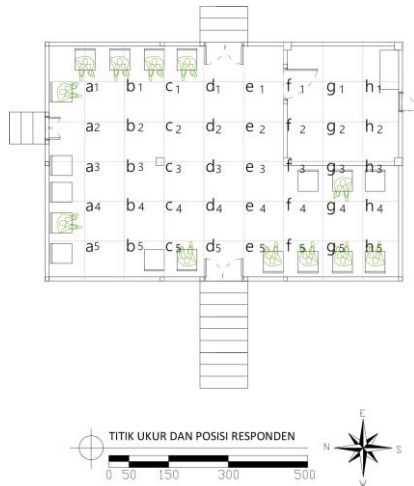 a1 b1 c1 d1 e1 f1 g1 h1
a2 b2 c2 d2 e2 f2 g2 h2
a3 b3 c3 d3 e3 f3 g3 h3
a4 b4 c4 d4 e4 f4 g4 h4
a5 b5 c5 d5 e5 f5 g5 h5
TITIK UKUR DAN POSISI RESPONDEN
0 50 150 300 500
E
N S
W